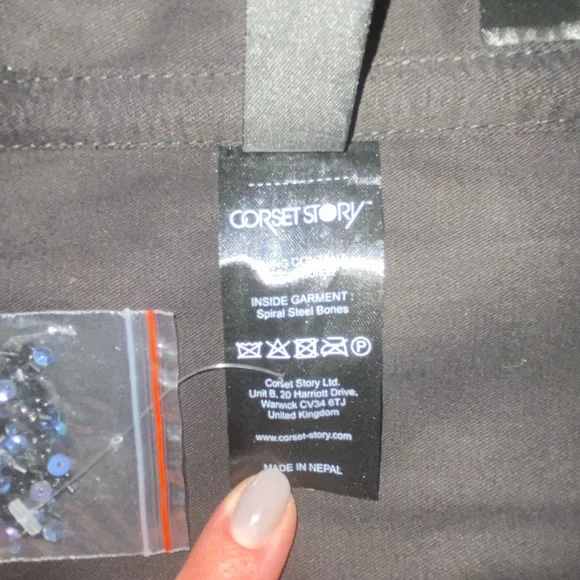 CORSET STORY™
INSIDE GARMENT :
Spiral Steel Bones
P
Corset Story Ltd.
Unit B, 20 Harriott Drive,
Warwick CV34 6TJ
United Kingdom
www.corset-story.com
MADE IN NEPAL